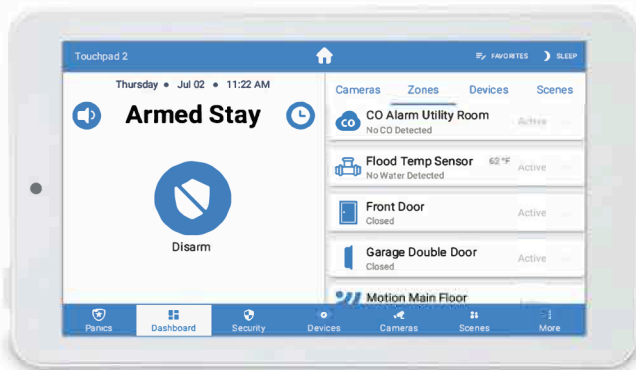 Touchpad 2
FAVORITES
SLEEP
Thursday • Jul 02 • 11:22 AM
Armed Stay
Disarm
Cameras Zones Devices Scenes
CO
CO Alarm Utility Room
No CO Detected
Active
Flood Temp Sensor 62 °F
No Water Detected
Active
Front Door
Closed
Active
Garage Double Door
Closed
Active
Motion Main Floor
Panics Dashboard Security Devices Cameras Scenes More